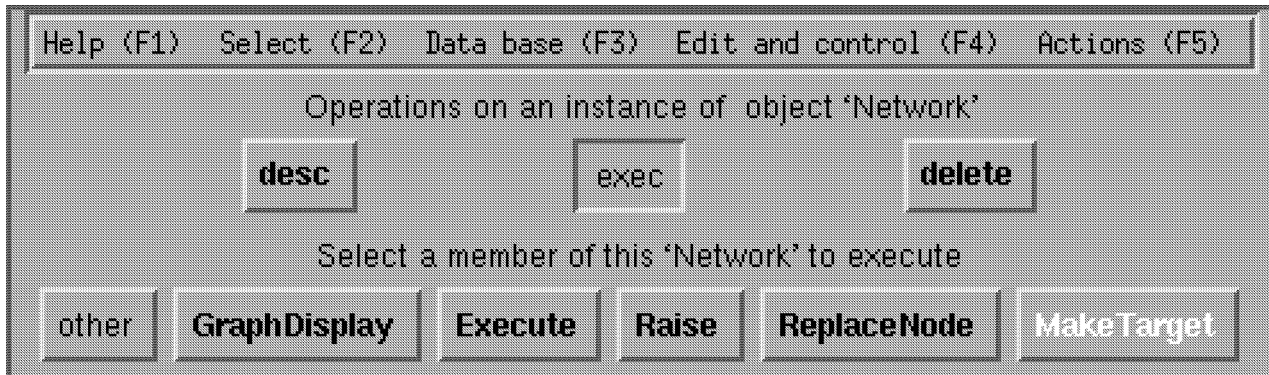 Help (F1) Select (F2) Data base (F3) Edit and control (F4) Actions (F5)
Operations on an instance of object ‘Network’
desc exec delete
Select a member of this ‘Network’ to execute
other GraphDisplay Execute Raise ReplaceNode MakeTarget